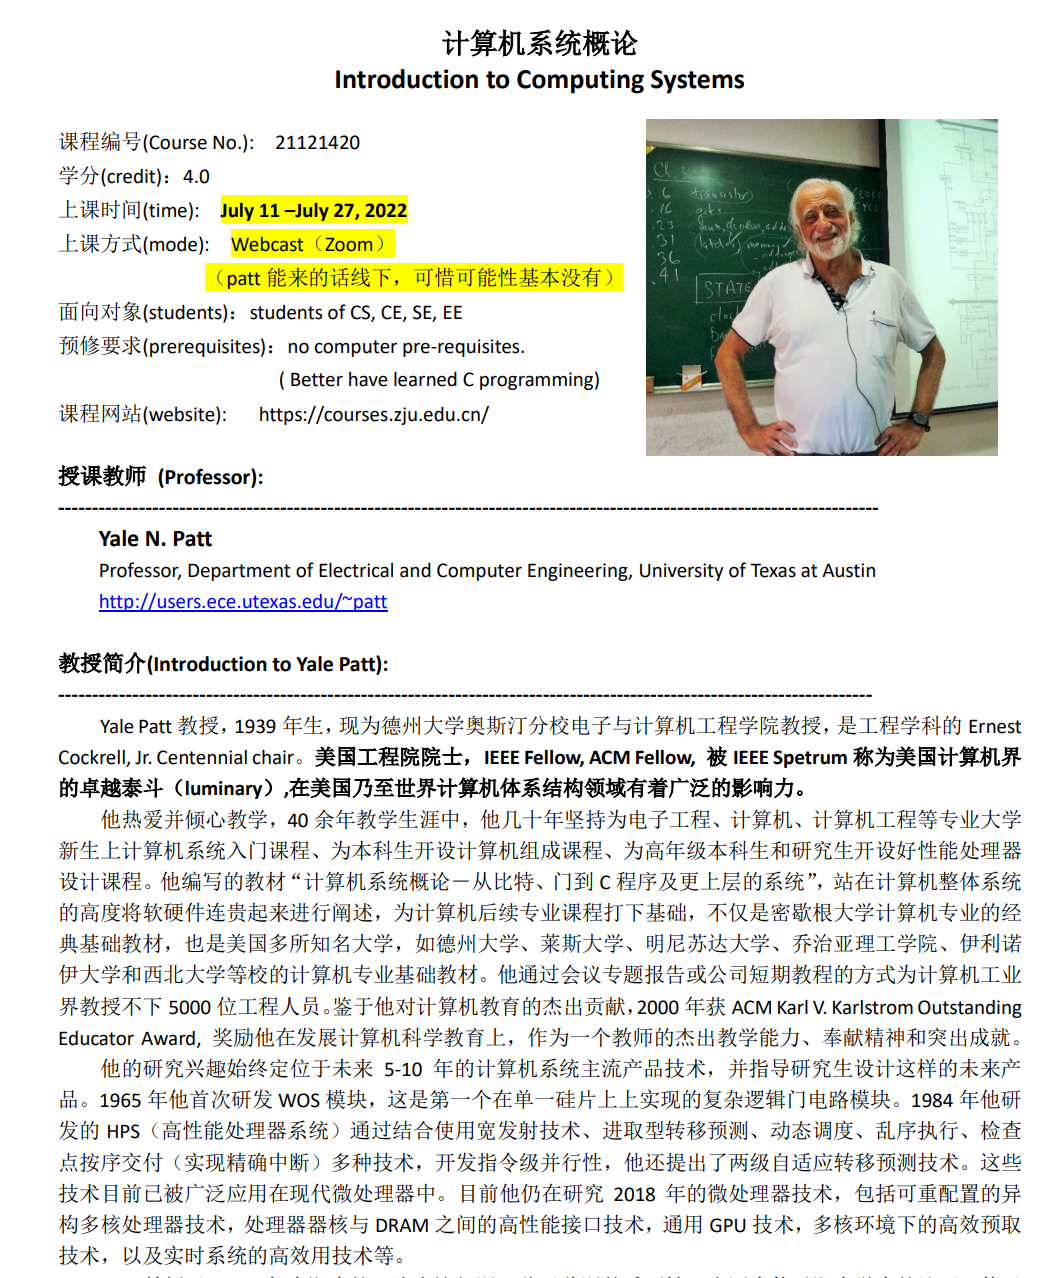 计算机系统概论
Introduction to Computing Systems
课程编号(Course No.): 21121420
学分(credit)：4.0
上课时间(time): July 11 –July 27, 2022
上课方式(mode): Webcast（Zoom）
（patt 能来的话线下，可惜可能性基本没有）
面向对象(students)：students of CS, CE, SE, EE
预修要求(prerequisites)：no computer pre-requisites.
( Better have learned C programming)
课程网站(website): https://courses.zju.edu.cn/
Ch.3
6 transistor
.16 gates
.23 mux, decoder, adder
.31 (latches) memory
36
41
STATE
授课教师 (Professor):
Yale N. Patt
Professor, Department of Electrical and Computer Engineering, University of Texas at Austin
http://users.ece.utexas.edu/~patt
教授简介(Introduction to Yale Patt):
Yale Patt 教授，1939 年生，现为德州大学奥斯汀分校电子与计算机工程学院教授，是工程学科的 Ernest
Cockrell, Jr. Centennial chair。美国工程院院士，IEEE Fellow, ACM Fellow, 被 IEEE Spetrum 称为美国计算机界
的卓越泰斗（luminary）,在美国乃至世界计算机体系结构领域有着广泛的影响力。
他热爱并倾心教学，40 余年教学生涯中，他几十年坚持为电子工程、计算机、计算机工程等专业大学
新生上计算机系统入门课程、为本科生开设计算机组成课程、为高年级本科生和研究生开设好性能处理器
设计课程。他编写的教材“计算机系统概论－从比特、门到 C 程序及更上层的系统”，站在计算机整体系统
的高度将软硬件连贯起来进行阐述，为计算机后续专业课程打下基础，不仅是密歇根大学计算机专业的经
典基础教材，也是美国多所知名大学，如德州大学、莱斯大学、明尼苏达大学、乔治亚理工学院、伊利诺
伊大学和西北大学等校的计算机专业基础教材。他通过会议专题报告或公司短期教程的方式为计算机工业
界教授不下 5000 位工程人员。鉴于他对计算机教育的杰出贡献，2000 年获 ACM Karl V. Karlstrom Outstanding
Educator Award, 奖励他在发展计算机科学教育上，作为一个教师的杰出教学能力、奉献精神和突出成就。
他的研究兴趣始终定位于未来 5-10 年的计算机系统主流产品技术，并指导研究生设计这样的未来产
品。1965 年他首次研发 WOS 模块，这是第一个在单一硅片上上实现的复杂逻辑门电路模块。1984 年他研
发的 HPS（高性能处理器系统）通过结合使用宽发射技术、进取型转移预测、动态调度、乱序执行、检查
点按序交付（实现精确中断）多种技术，开发指令级并行性，他还提出了两级自适应转移预测技术。这些
技术目前已被广泛应用在现代微处理器中。目前他仍在研究 2018 年的微处理器技术，包括可重配置的异
构多核处理器技术，处理器器核与 DRAM 之间的高性能接口技术，通用 GPU 技术，多核环境下的高效预取
技术，以及实时系统的高效用技术等。